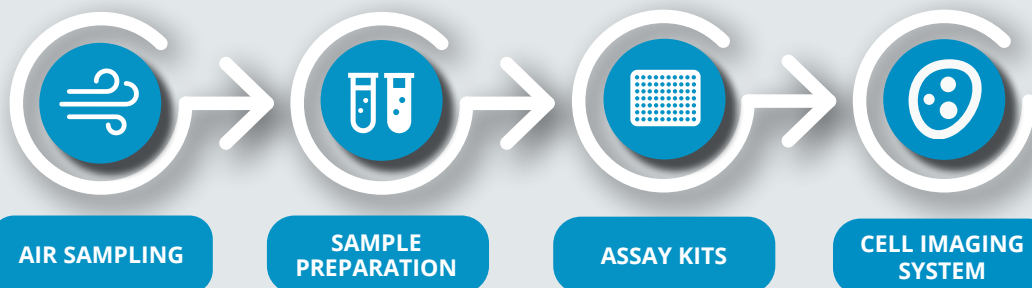 AIR SAMPLING
SAMPLE
PREPARATION
ASSAY KITS
CELL IMAGING
SYSTEM